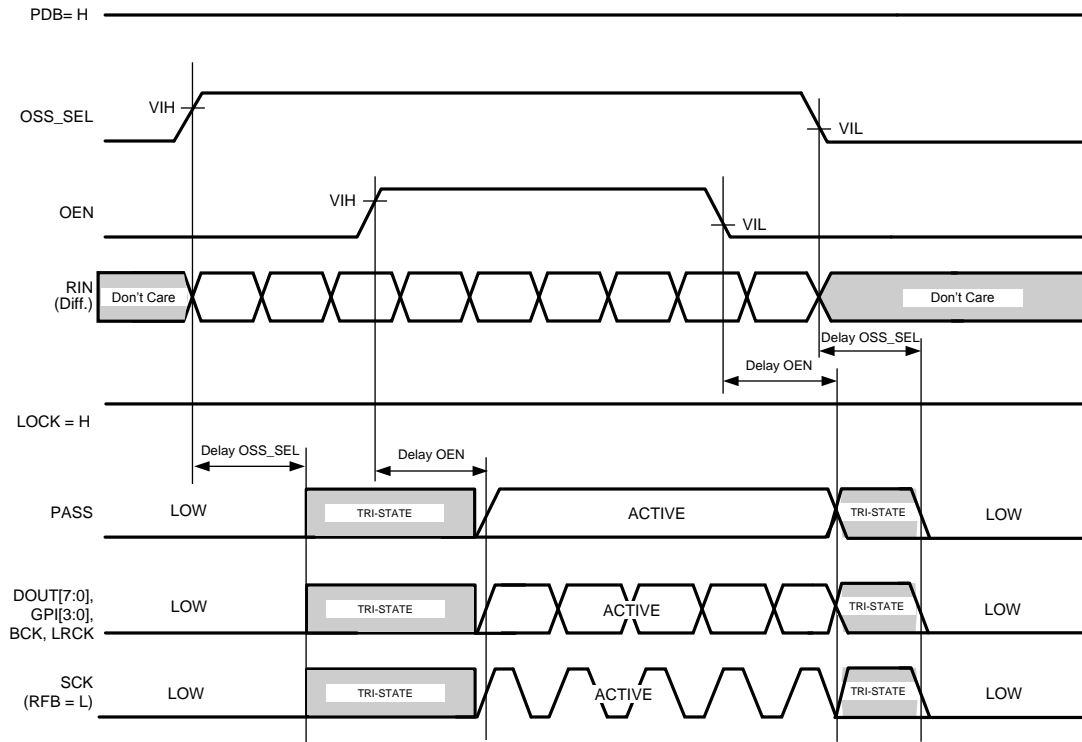 PDB= H
OSS_SEL
VIH
VIL
OEN
VIH
VIL
RIN
(Diff.)
Don't Care
Don't Care
Delay OSS_SEL
Delay OEN
LOCK = H
Delay OSS_SEL
Delay OEN
PASS
LOW
TRI-STATE
ACTIVE
TRI-STATE
LOW
DOUT[7:0],
GPI[3:0],
BCK, LRCK
LOW
TRI-STATE
ACTIVE
TRI-STATE
LOW
SCK
(RFB = L)
LOW
TRI-STATE
ACTIVE
TRI-STATE
LOW